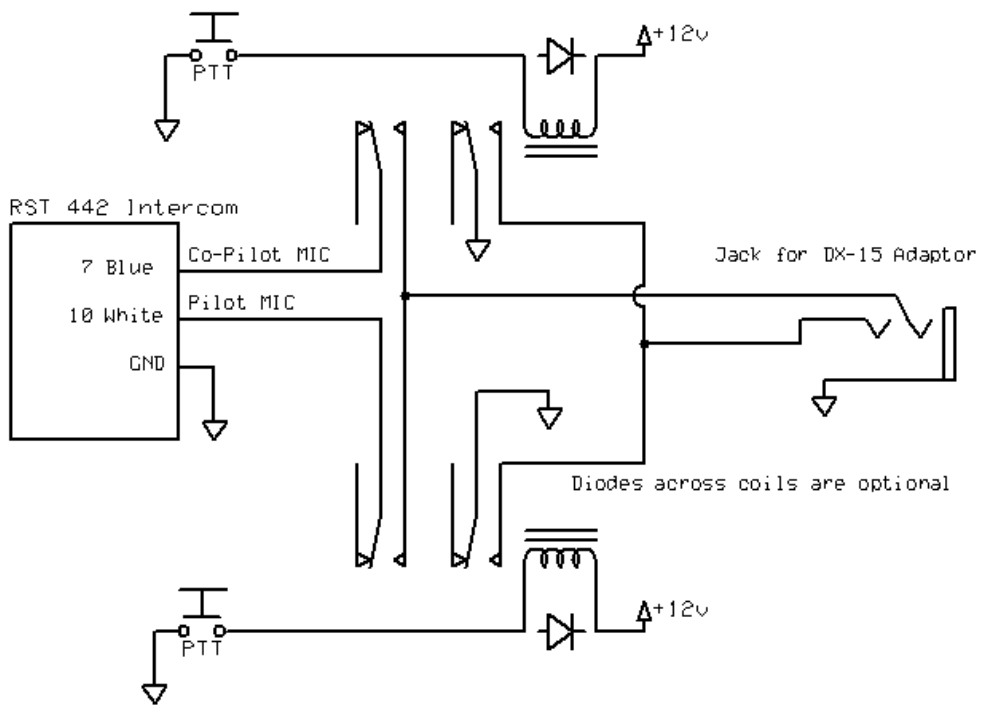 +12v
PTT
RST 442 Intercom
7 Blue
Co-Pilot MIC
Jack for DX-15 Adaptor
10 White
Pilot MIC
GND
Diodes across coils are optional
+12v
PTT